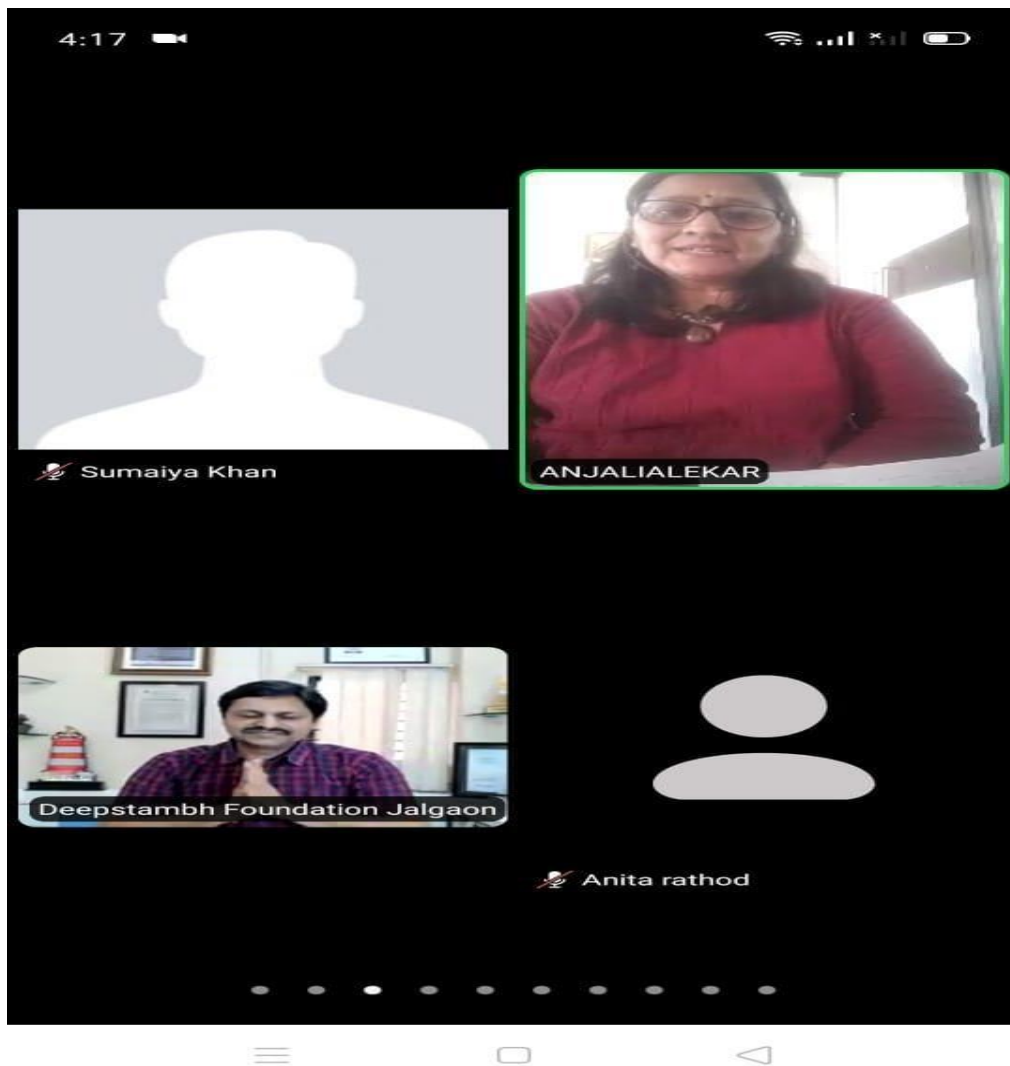 4:17
Sumaiya Khan
ANJALIALEKAR
Deepstambh Foundation Jalgaon
Anita rathod